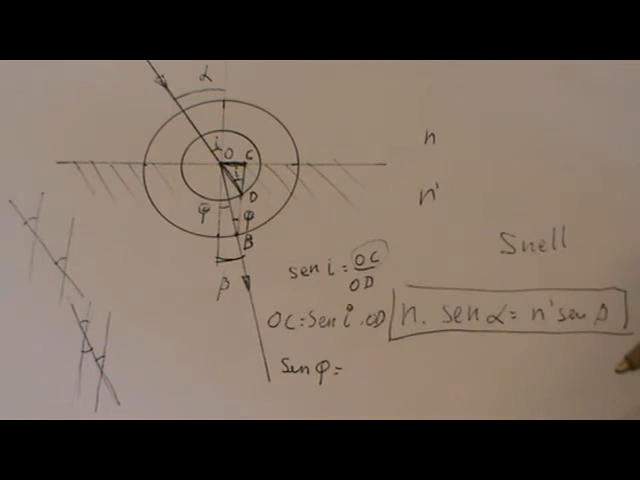 α
n
i
O C
i
D
n'
φ
φ
B
Snell
β
sen i = OC/OD
OC = sen i . OD
n. sen α = n' sen β
sen φ =